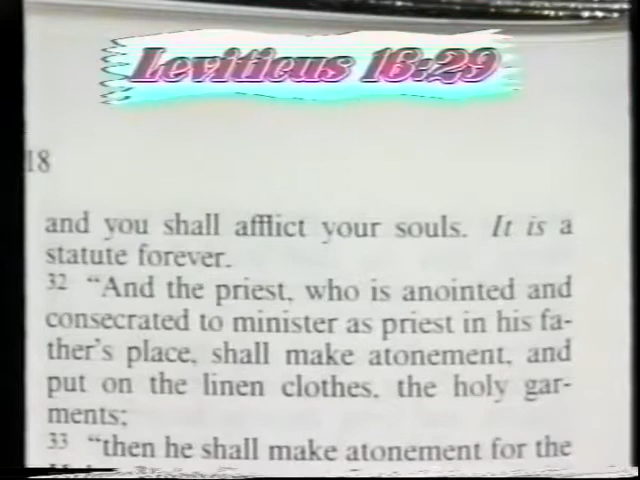 Leviticus 16:29
18
and you shall afflict your souls. It is a
statute forever.
32 “And the priest, who is anointed and
consecrated to minister as priest in his fa-
ther's place, shall make atonement, and
put on the linen clothes, the holy gar-
ments;
33 “then he shall make atonement for the